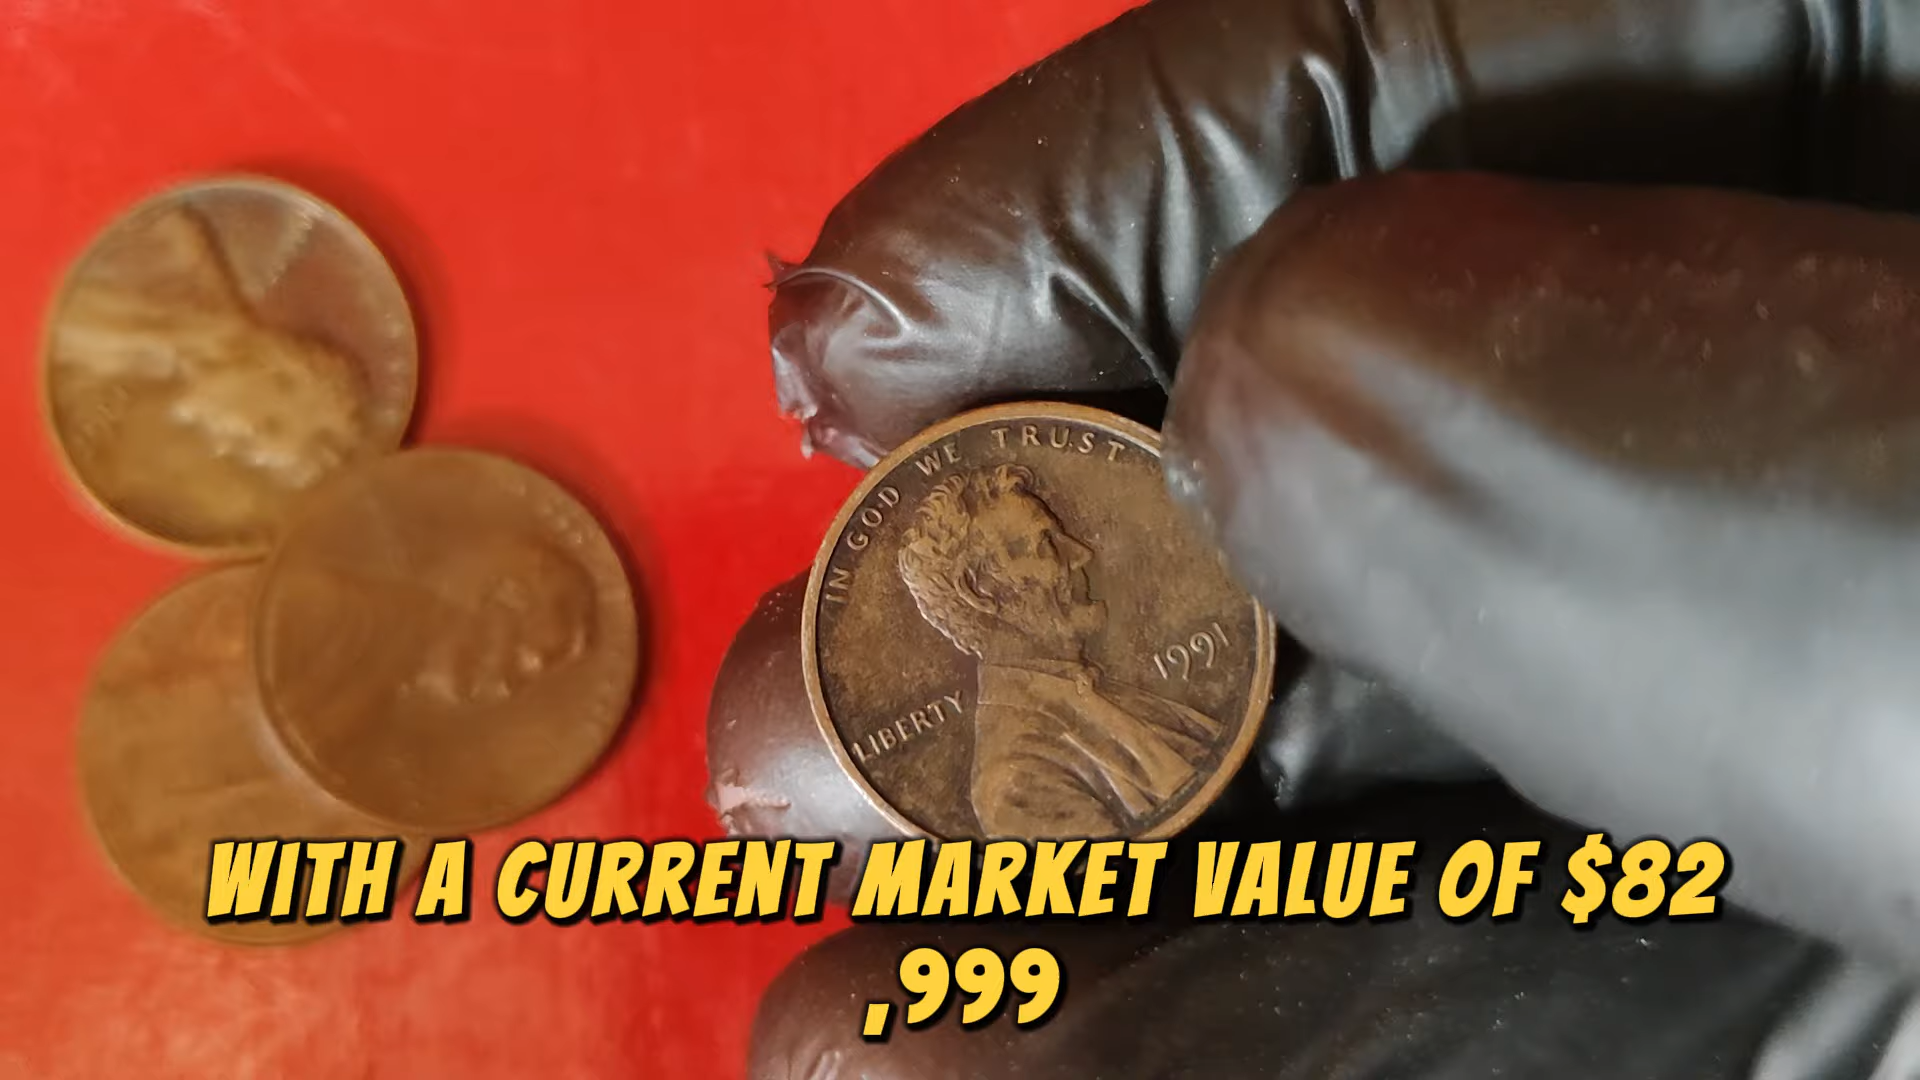 IN GOD WE TRUST
LIBERTY
1991
WITH A CURRENT MARKET VALUE OF $82
,999